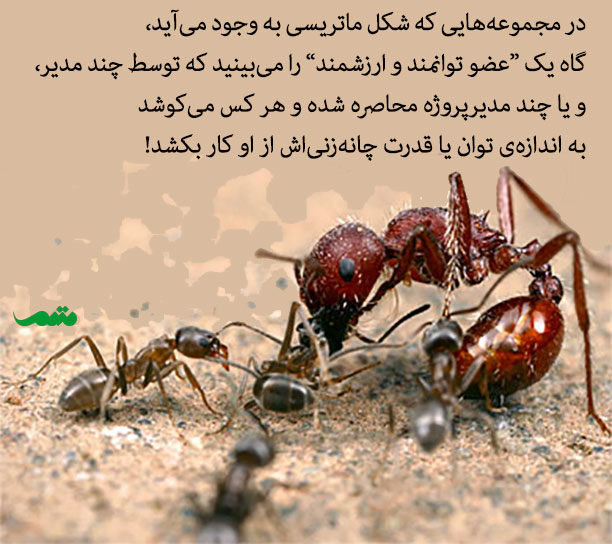 در مجموعه‌هایی که شکل ماتریسی به وجود می‌آید،
گاه یک ”عضو توانمند و ارزشمند“ را می‌بینید که توسط چند مدیر،
و یا چند مدیرپروژه محاصره شده و هر کس می‌کوشد
به اندازه‌ی توان یا قدرت چانه‌زنی‌اش از او کار بکشد!
متمم